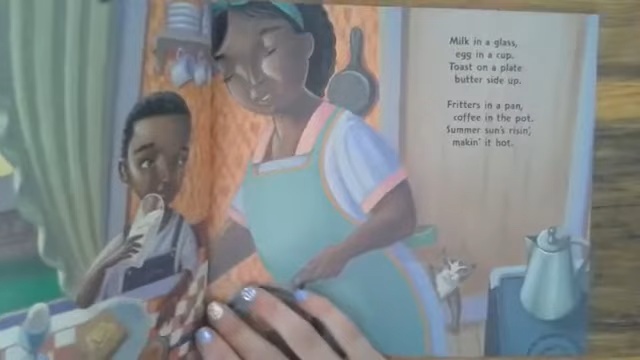 Milk in a glass,
egg in a cup.
Toast on a plate
butter side up.
Fritters in a pan,
coffee in the pot.
Summer sun's risin',
makin' it hot.